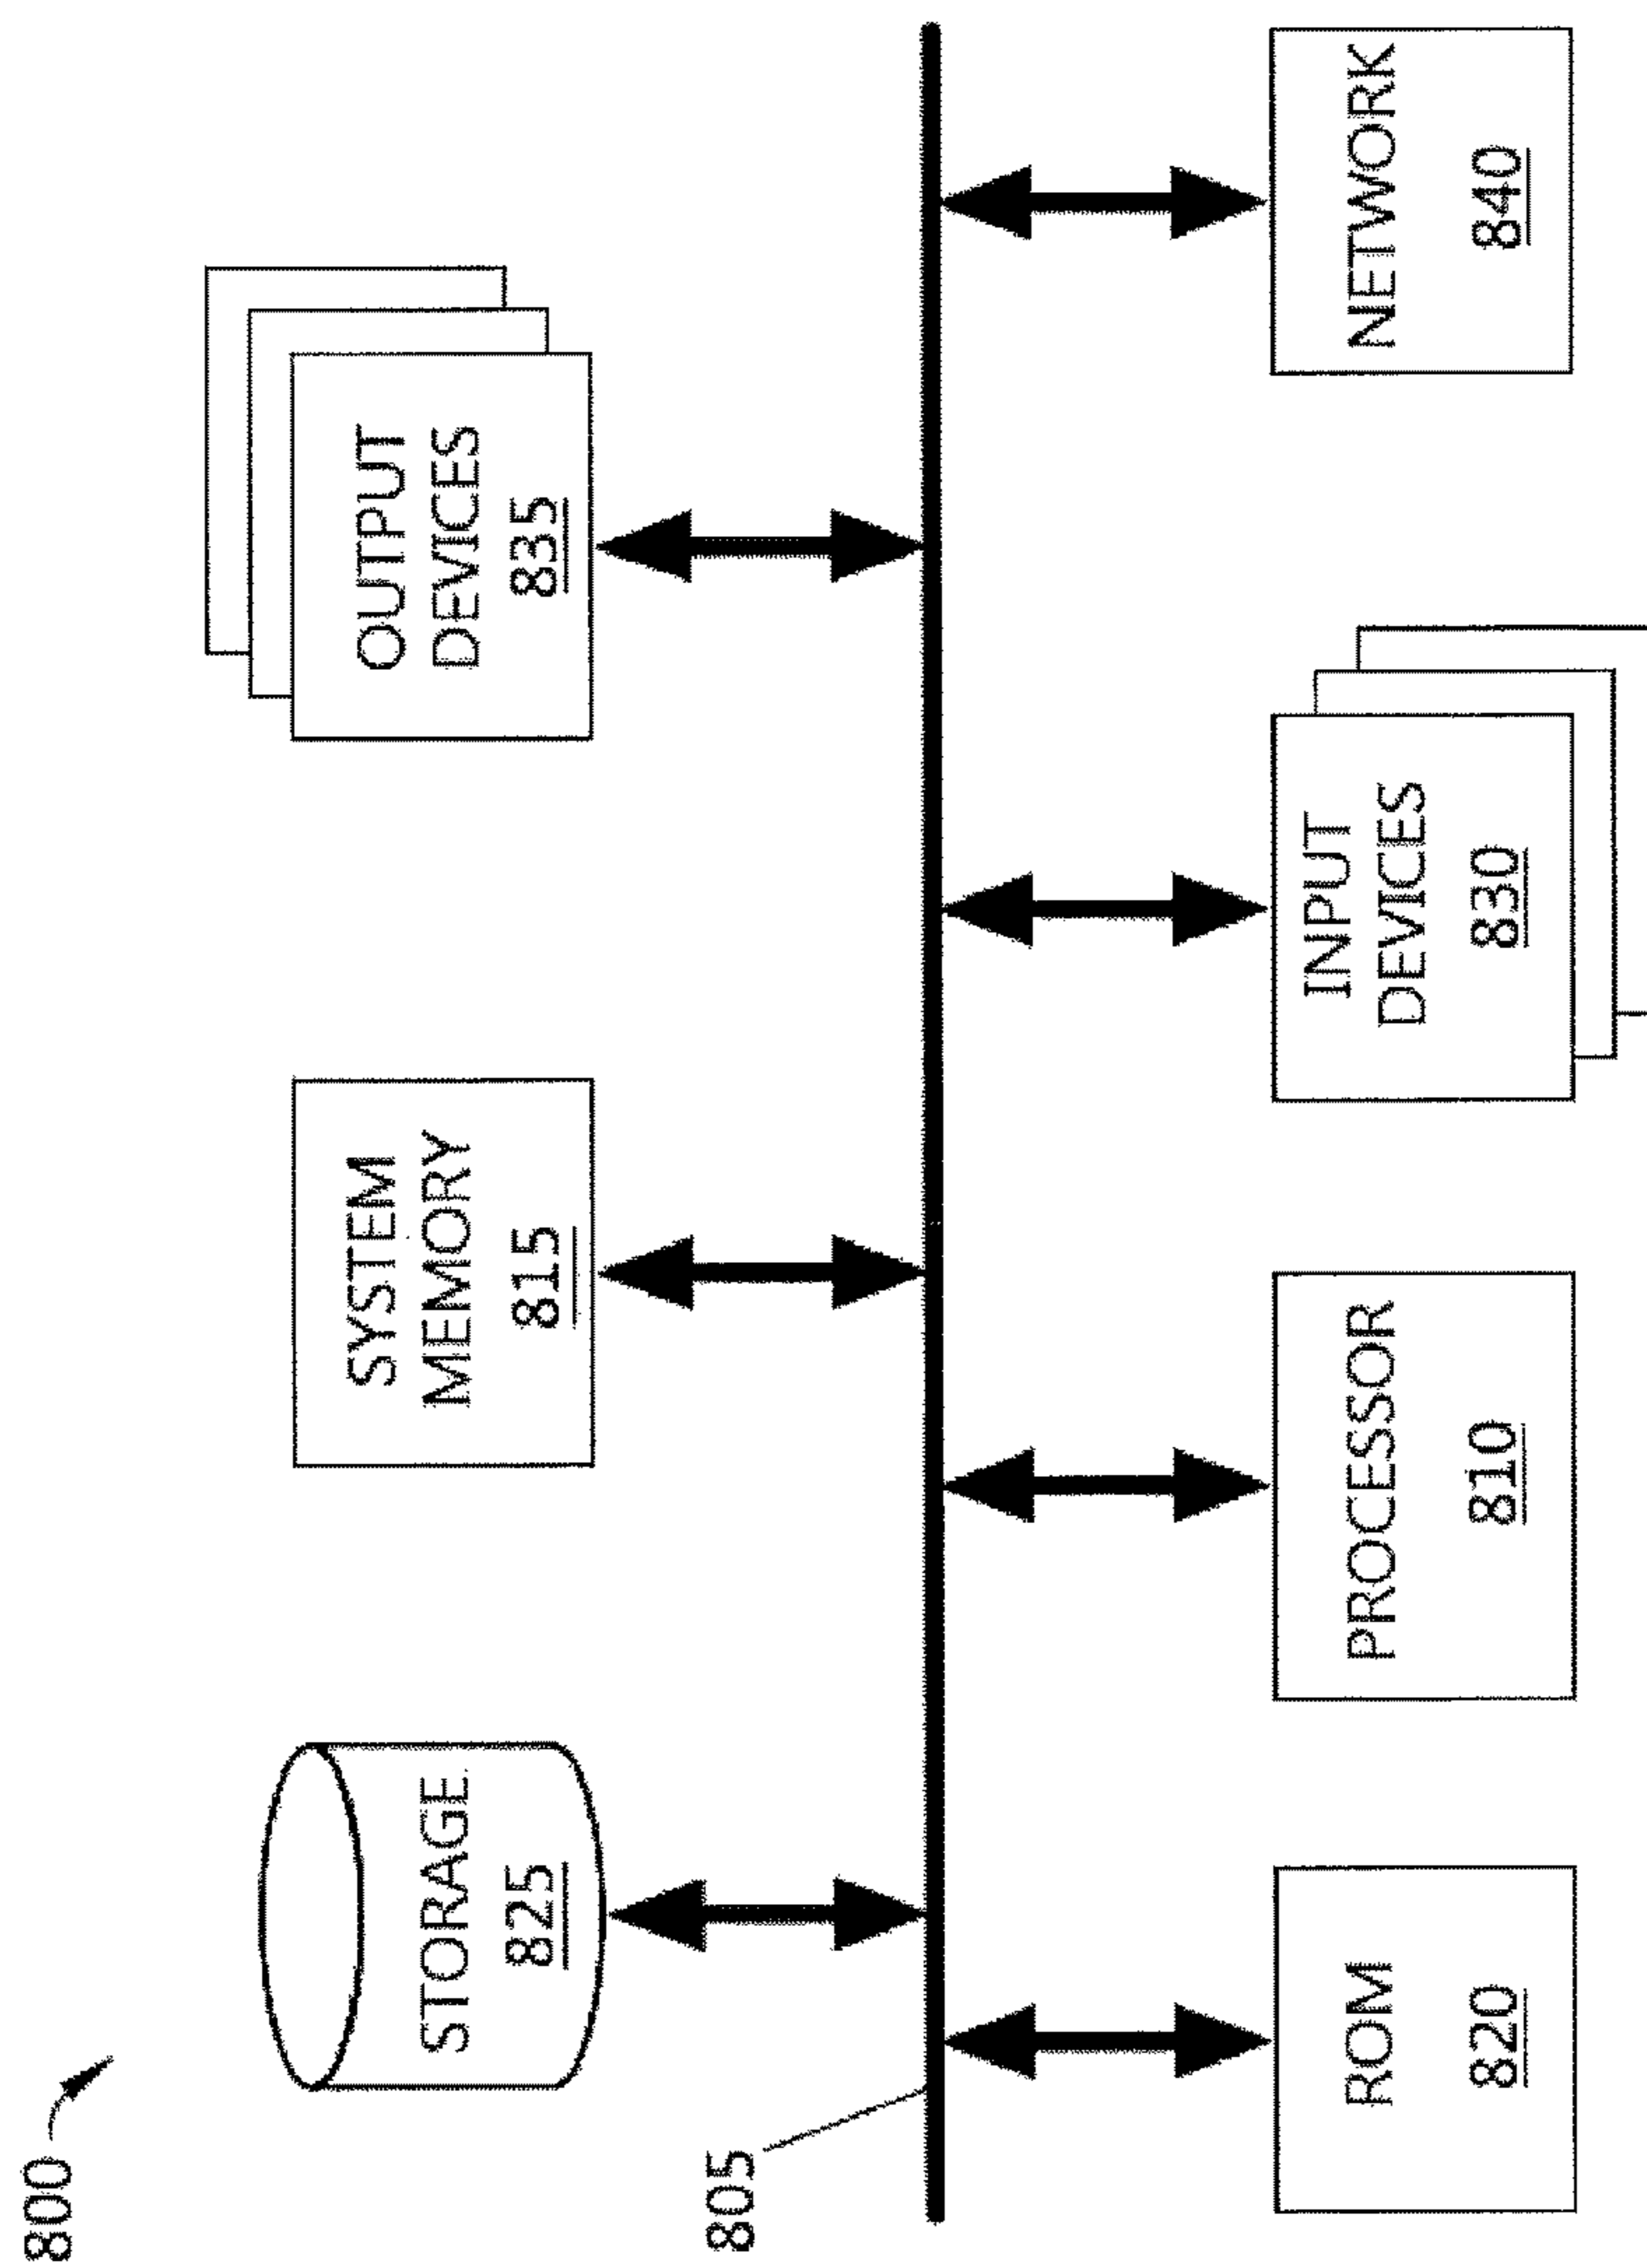 800
STORAGE
825
SYSTEM
MEMORY
815
OUTPUT
DEVICES
835
805
ROM
820
PROCESSOR
810
INPUT
DEVICES
830
NETWORK
840